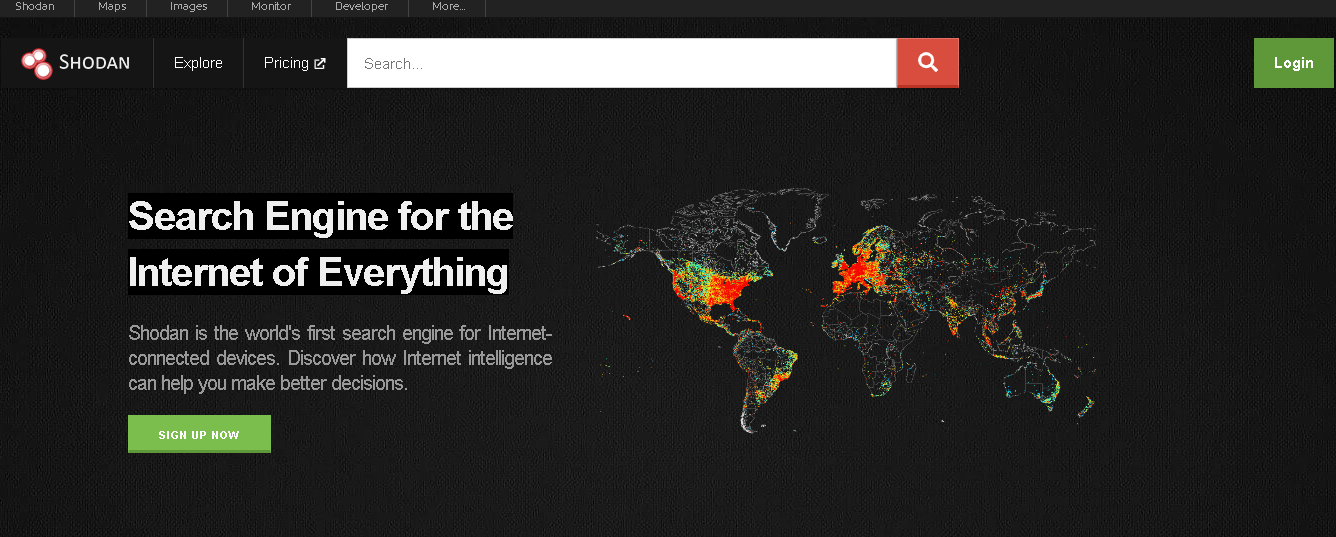 Shodan Maps Images Monitor Developer More...
SHODAN Explore Pricing Search... Login
Search Engine for the
Internet of Everything
Shodan is the world's first search engine for Internet-
connected devices. Discover how Internet intelligence
can help you make better decisions.
SIGN UP NOW